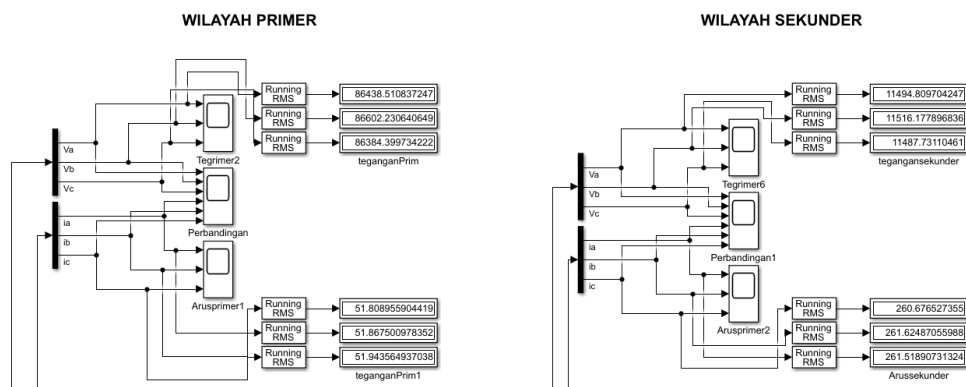 WILAYAH PRIMER
Running
RMS
86438.510837247
Running
RMS
86602.230640649
Running
RMS
86384.399734222
teganganPrim
Tegrimer2
Va
Vb
Vc
Perbandingan
ia
ib
ic
Arusprimer1
Running
RMS
51.808955904419
Running
RMS
51.867500978352
Running
RMS
51.943564937038
teganganPrim1
WILAYAH SEKUNDER
Running
RMS
11494.809704247
Running
RMS
11516.177896836
Running
RMS
11487.73110461
tegangansekunder
Tegrimer6
Va
Vb
Vc
Perbandingan1
ia
ib
ic
Arusprimer2
Running
RMS
260.676527355
Running
RMS
261.62487055988
Running
RMS
261.51890731324
Arussekunder